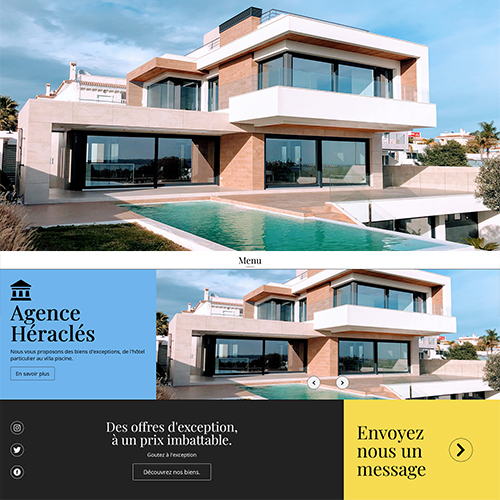 Menu
Agence
Héraclés
Nous vous proposons des biens d'exceptions, de l'hôtel
particulier au villa piscine.
En savoir plus
Des offres d'exception,
à un prix imbattable.
Goutez à l'exception
Découvrez nos biens.
Envoyez
nous un
message